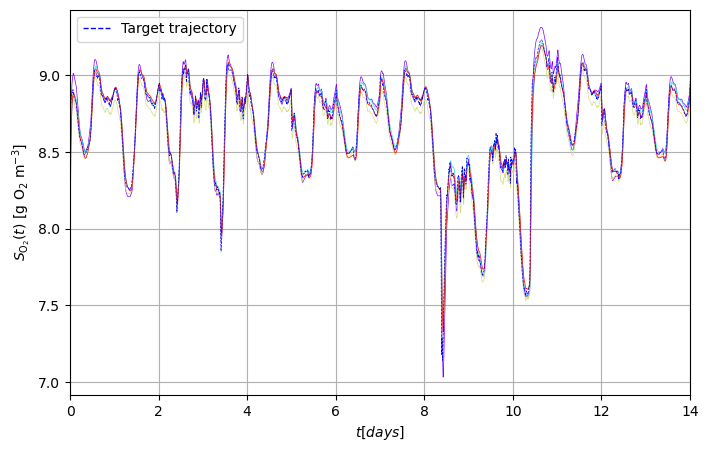 Target trajectory
9.0
8.5
8.0
7.5
7.0
S_{O_2}(t) [g O_2 m^{-3}]
0 2 4 6 8 10 12 14
t[days]